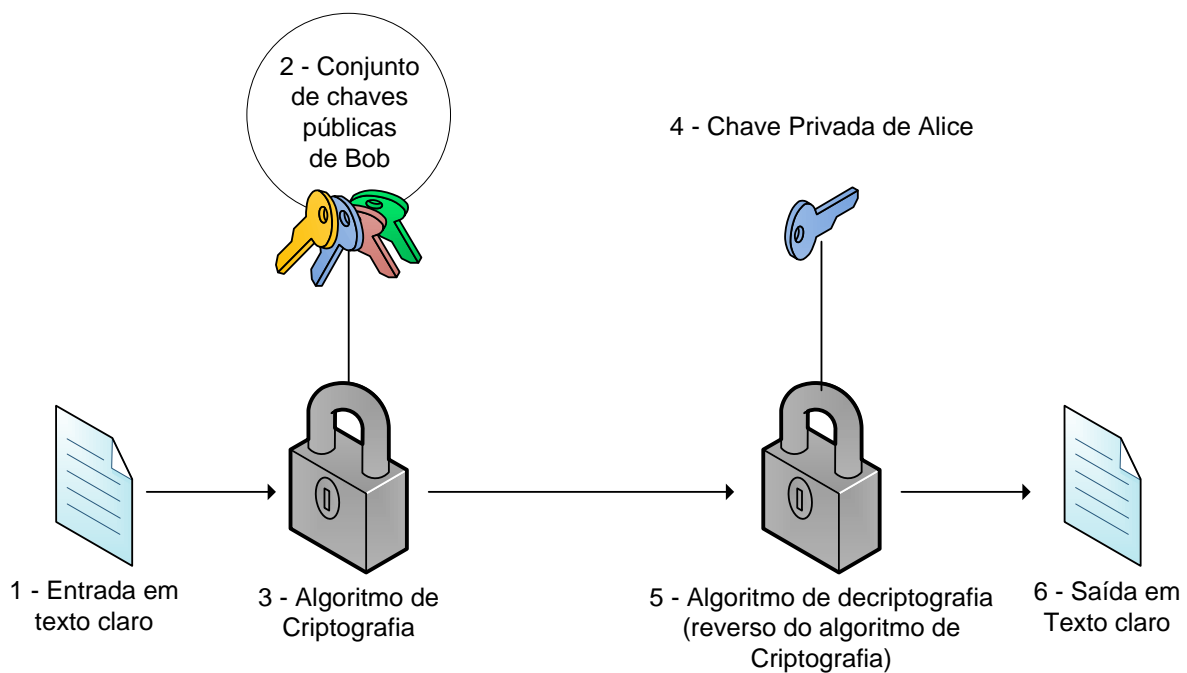 2 - Conjunto
de chaves
públicas
de Bob
4 - Chave Privada de Alice
1 - Entrada em
texto claro
3 - Algoritmo de
Criptografia
5 - Algoritmo de decriptografia
(reverso do algoritmo de
Criptografia)
6 - Saída em
Texto claro